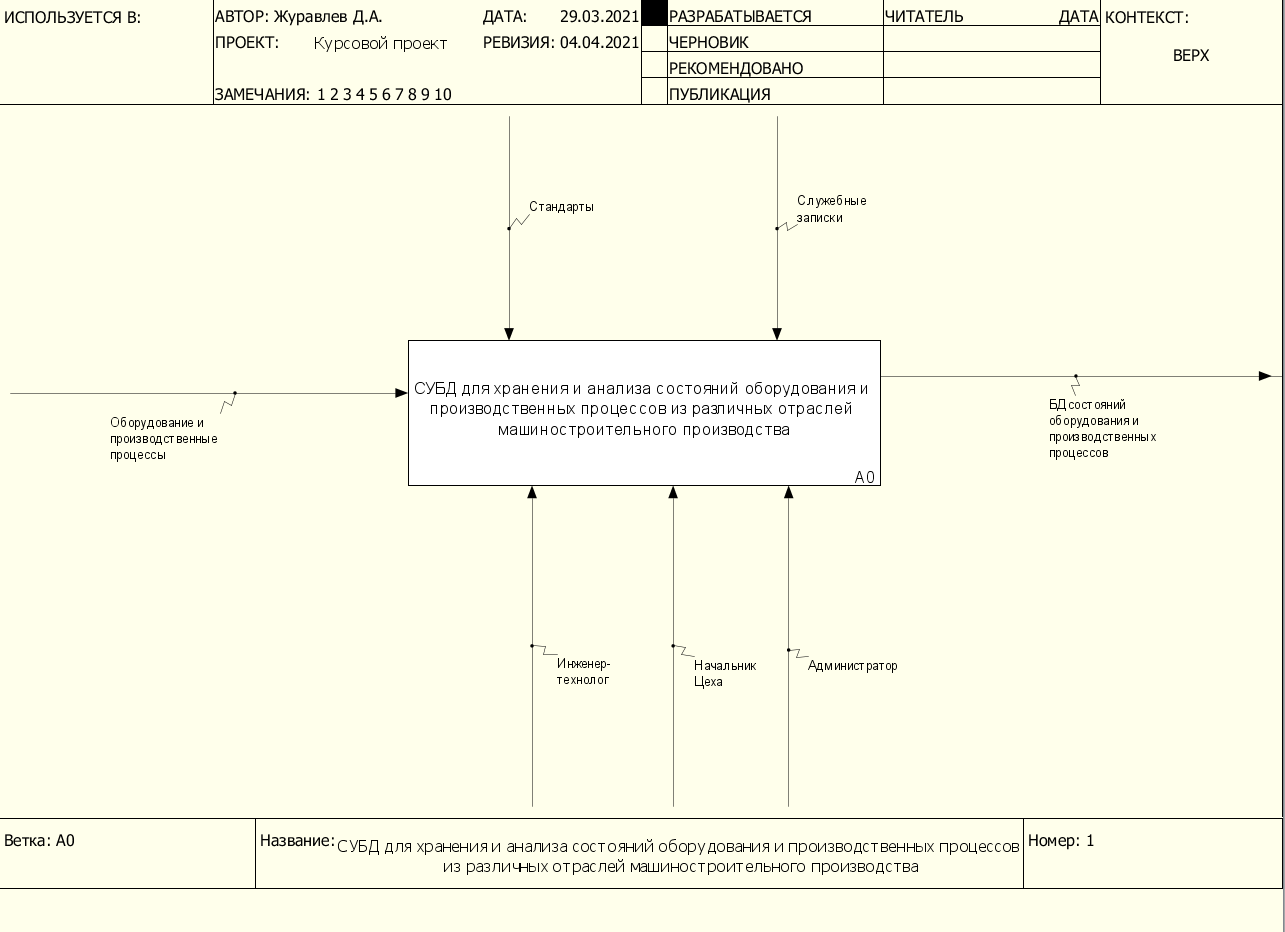 ИСПОЛЬЗУЕТСЯ В:
АВТОР: Журавлев Д.А.
ДАТА: 29.03.2021
ПРОЕКТ: Курсовой проект
РЕВИЗИЯ: 04.04.2021
ЗАМЕЧАНИЯ: 1 2 3 4 5 6 7 8 9 10
РАЗРАБАТЫВАЕТСЯ
ЧЕРНОВИК
РЕКОМЕНДОВАНО
ПУБЛИКАЦИЯ
ЧИТАТЕЛЬ
ДАТА
КОНТЕКСТ:
ВЕРХ
Стандарты
Служебные
записки
Оборудование и
производственные
процессы
СУБД для хранения и анализа состояний оборудования и
производственных процессов из различных отраслей
машиностроительного производства
A0
БД состояний
оборудования и
производственных
процессов
Инженер-
технолог
Начальник
Цеха
Администратор
Ветка: A0
Название:
СУБД для хранения и анализа состояний оборудования и производственных процессов
из различных отраслей машиностроительного производства
Номер: 1